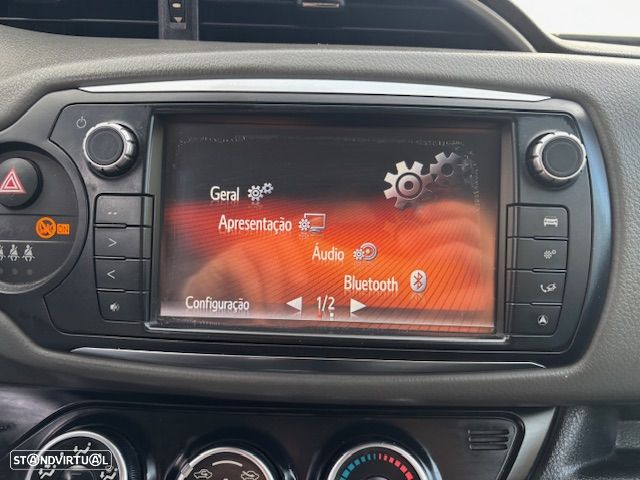 Geral
Apresentação
Áudio
Bluetooth
Configuração
1/2
ON
STANDVIRTUAL